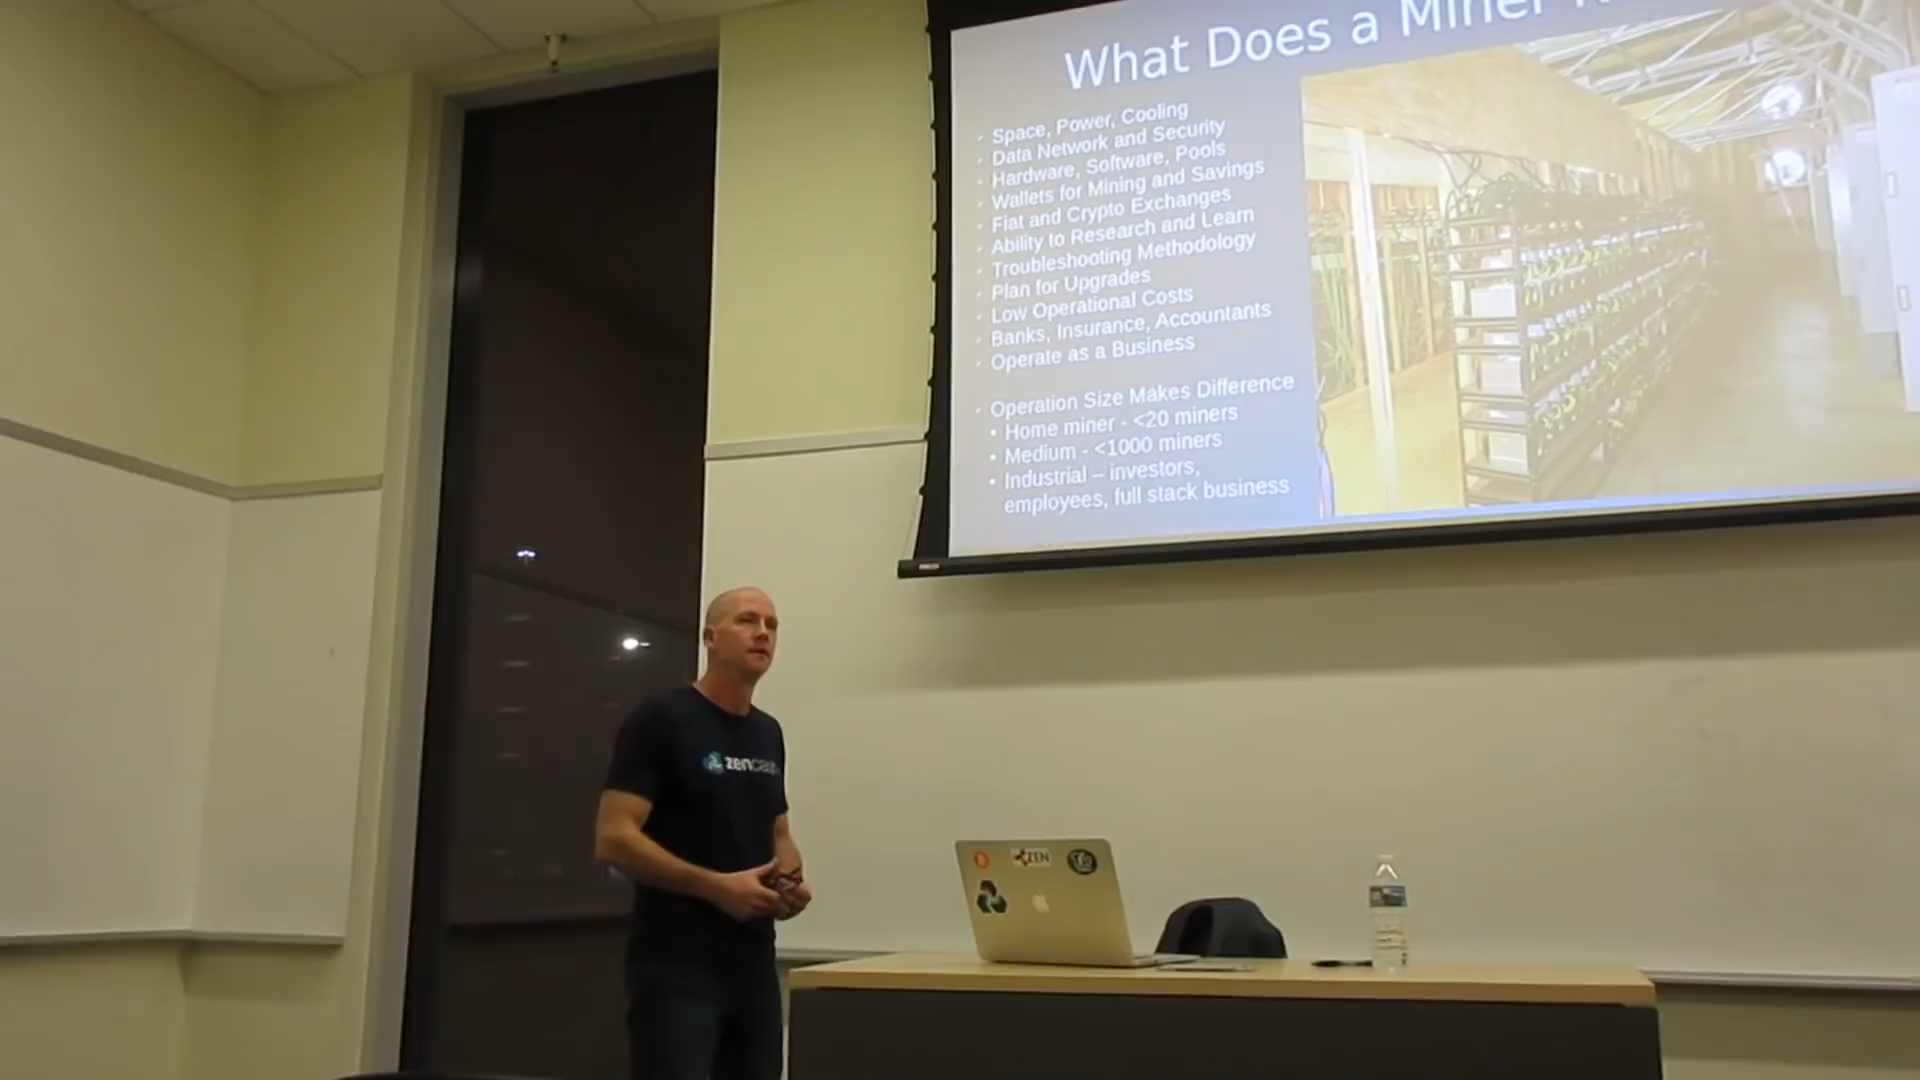 What Does a Miner
Space, Power, Cooling
Data Network and Security
Hardware, Software, Pools
Wallets for Mining and Savings
Fiat and Crypto Exchanges
Ability to Research and Learn
Troubleshooting Methodology
Plan for Upgrades
Low Operational Costs
Banks, Insurance, Accountants
Operate as a Business
Operation Size Makes Difference
• Home miner - <20 miners
• Medium - <1000 miners
• Industrial – investors,
employees, full stack business
zencas
ZEN